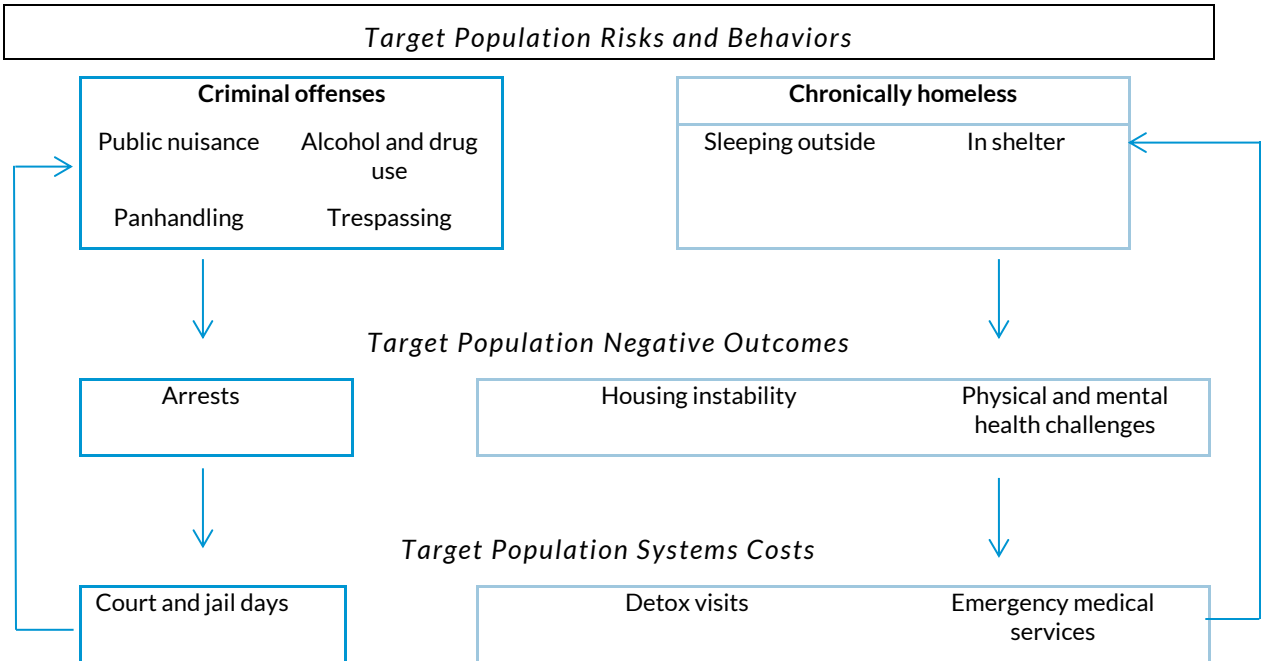 Target Population Risks and Behaviors
Criminal offenses
Public nuisance
Alcohol and drug
use
Panhandling
Trespassing
Chronically homeless
Sleeping outside
In shelter
Target Population Negative Outcomes
Arrests
Housing instability
Physical and mental
health challenges
Target Population Systems Costs
Court and jail days
Detox visits
Emergency medical
services